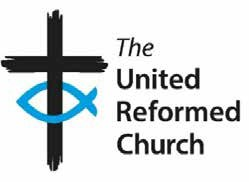 The
United
Reformed
Church